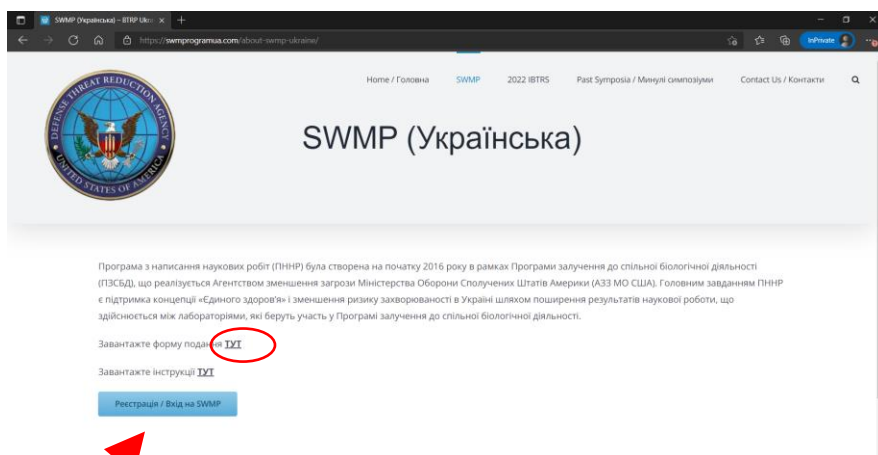 SWMP (Українська) – BTRP Ukr
https://swmprogramua.com/about-swmp-ukraine/
InPrivate
DEFENSE THREAT REDUCTION AGENCY
UNITED STATES OF AMERICA
Home / Головна SWMP 2022 IBTRS Past Symposia / Минулі симпозіуми Contact Us / Контакти
SWMP (Українська)
Програма з написання наукових робіт (ПННР) була створена на початку 2016 року в рамках Програми залучення до спільної біологічної діяльності
(ПЗСБД), що реалізується Агентством зменшення загрози Міністерства Оборони Сполучених Штатів Америки (АЗЗ МО США). Головним завданням ПННР
є підтримка концепції «Єдиного здоров'я» і зменшення ризику захворюваності в Україні шляхом поширення результатів наукової роботи, що
здійснюється між лабораторіями, які беруть участь у Програмі залучення до спільної біологічної діяльності.
Завантажте форму подання ТУТ
Завантажте інструкції ТУТ
Реєстрація / Вхід на SWMP